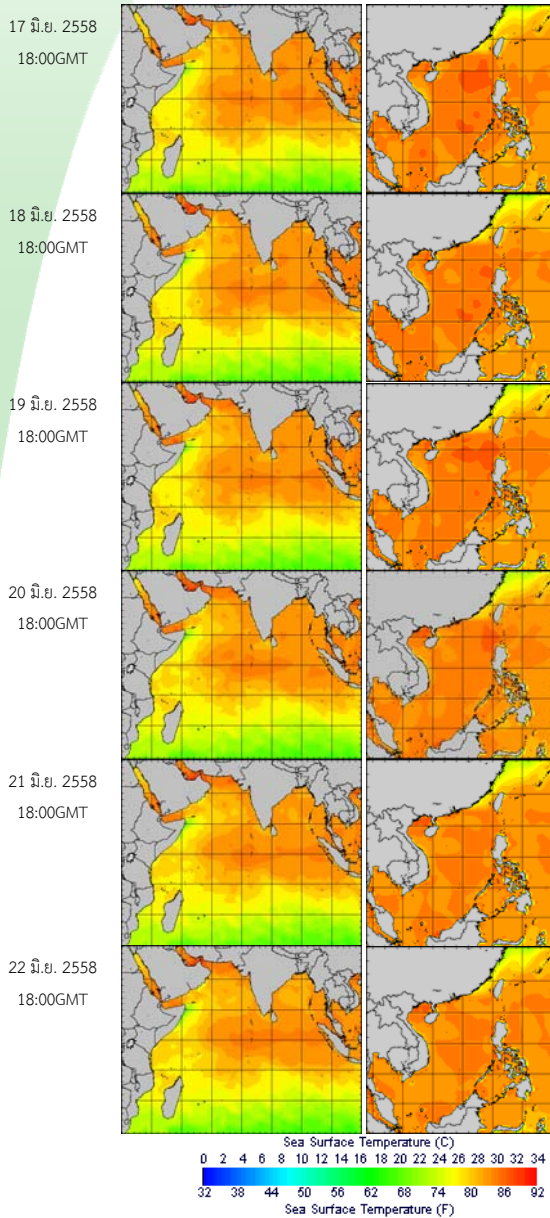 17 มิ.ย. 2558
18:00GMT
18 มิ.ย. 2558
18:00GMT
19 มิ.ย. 2558
18:00GMT
20 มิ.ย. 2558
18:00GMT
21 มิ.ย. 2558
18:00GMT
22 มิ.ย. 2558
18:00GMT
Sea Surface Temperature (C)
0 2 4 6 8 10 12 14 16 18 20 22 24 26 28 30 32 34
32 38 44 50 56 62 68 74 80 86 92
Sea Surface Temperature (F)